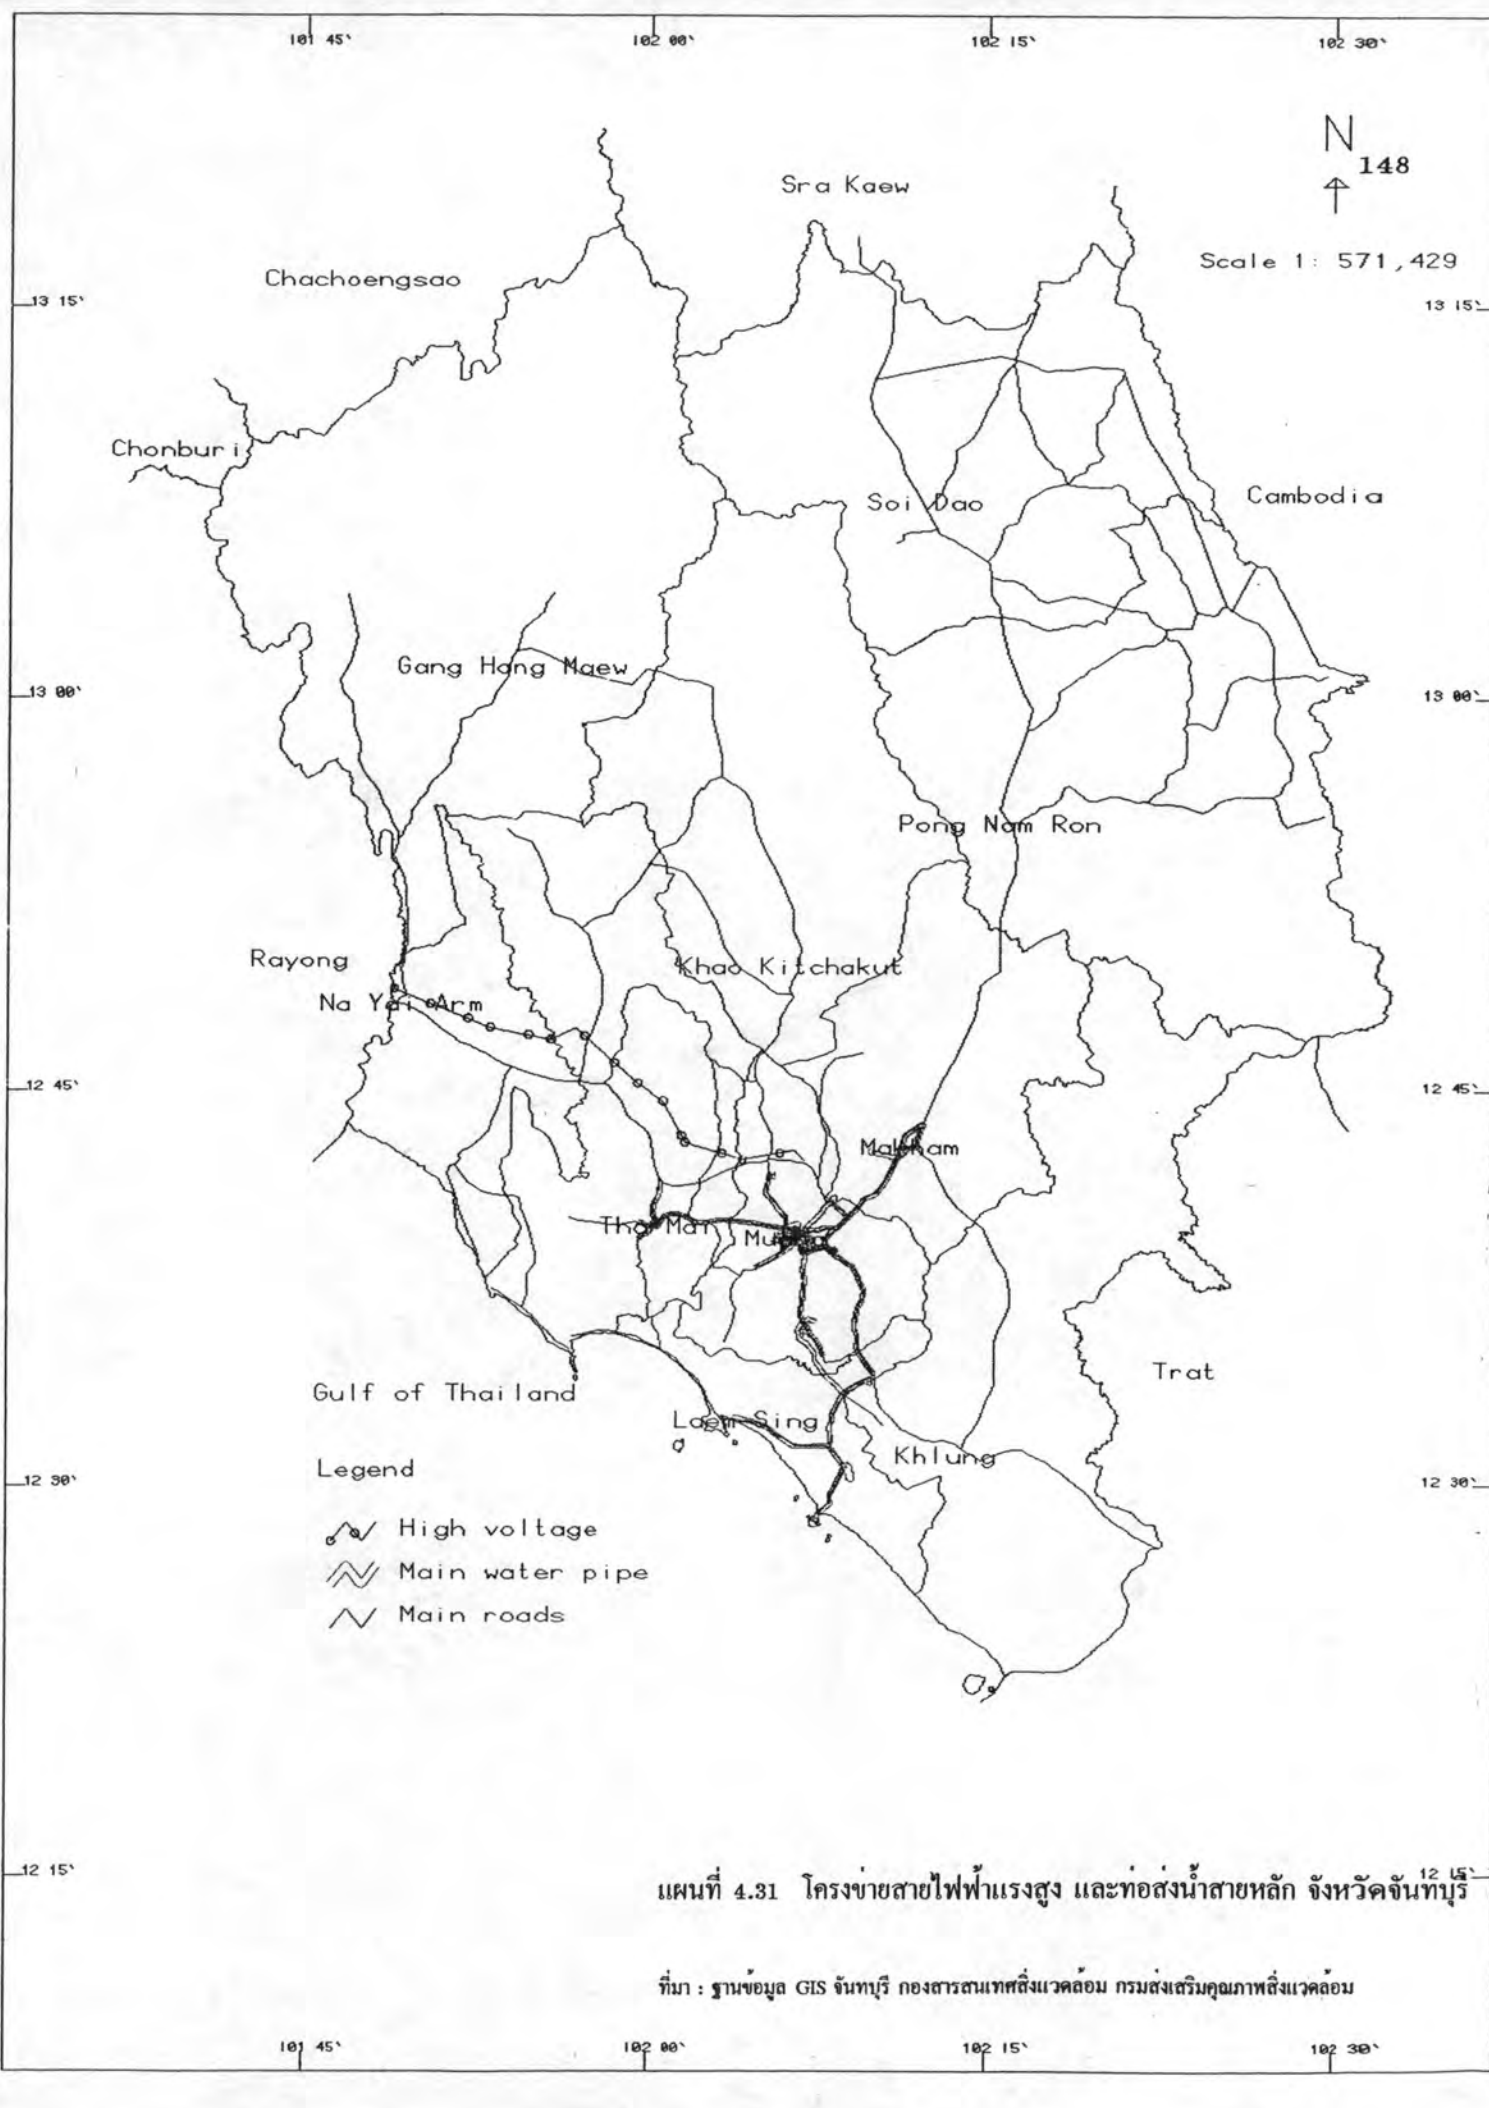 101 45' 102 00' 102 15' 102 30'
N
148
Sra Kaew
Scale 1: 571,429
Chachoengsao
13 15' 13 15'
Chonburi
Soi Dao Cambodia
Gang Hang Maew
13 00' 13 00'
Pong Nam Ron
Rayong Khao Kitchakut
Na Yai Arm
12 45' 12 45'
Makham
Tha Mai
Trat
Gulf of Thailand
Laem Sing
Khlung
Legend
12 30' 12 30'
High voltage
Main water pipe
Main roads
12 15' 12 15'
แผนที่ 4.31 โครงข่ายสายไฟฟ้าแรงสูง และท่อส่งน้ำสายหลัก จังหวัดจันทบุรี
ที่มา : ฐานข้อมูล GIS จันทบุรี กองสารสนเทศสิ่งแวดล้อม กรมส่งเสริมคุณภาพสิ่งแวดล้อม
101 45' 102 00' 102 15' 102 30'